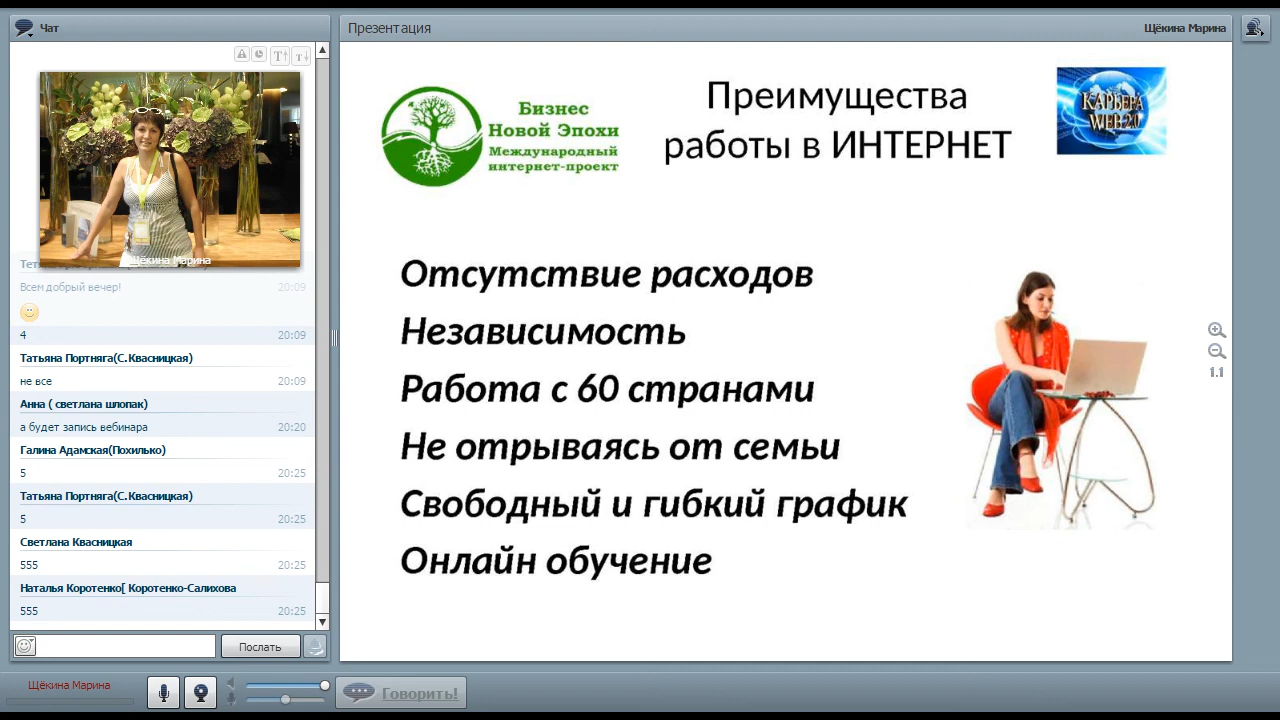 Чат
Щёкина Марина
Всем добрый вечер! 20:09
4 20:09
Татьяна Портняга(С.Квасницкая)
не все 20:09
Анна ( светлана шлопак)
а будет запись вебинара 20:20
Галина Адамская(Похилько)
5 20:25
Татьяна Портняга(С.Квасницкая)
5 20:25
Светлана Квасницкая
555 20:25
Наталья Коротенко[ Коротенко-Салихова
555 20:25
Послать
Презентация
Щёкина Марина
Бизнес
Новой Эпохи
Международный
интернет-проект
Преимущества
работы в ИНТЕРНЕТ
КАРЬЕРА
WEB 2.0
Отсутствие расходов
Независимость
Работа с 60 странами
Не отрываясь от семьи
Свободный и гибкий график
Онлайн обучение
1.1
Щёкина Марина
Говорить!